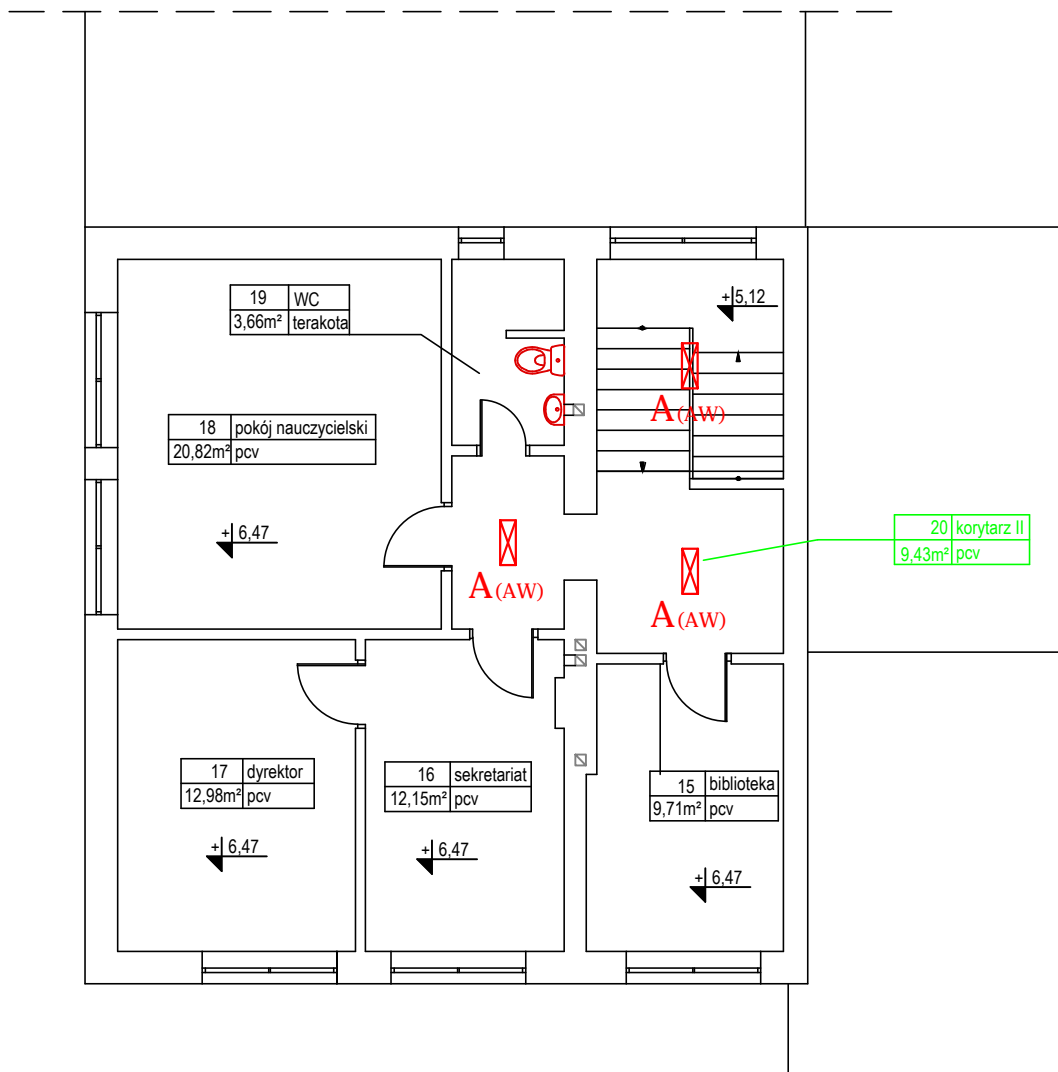 19 WC
3,66m² terakota
+5,12
A(AW)
18 pokój nauczycielski
20,82m² pcv
+ 6,47
A(AW)
20 korytarz II
9,43m² pcv
A(AW)
17 dyrektor
12,98m² pcv
16 sekretariat
12,15m² pcv
15 biblioteka
9,71m² pcv
+ 6,47
+ 6,47
+ 6,47